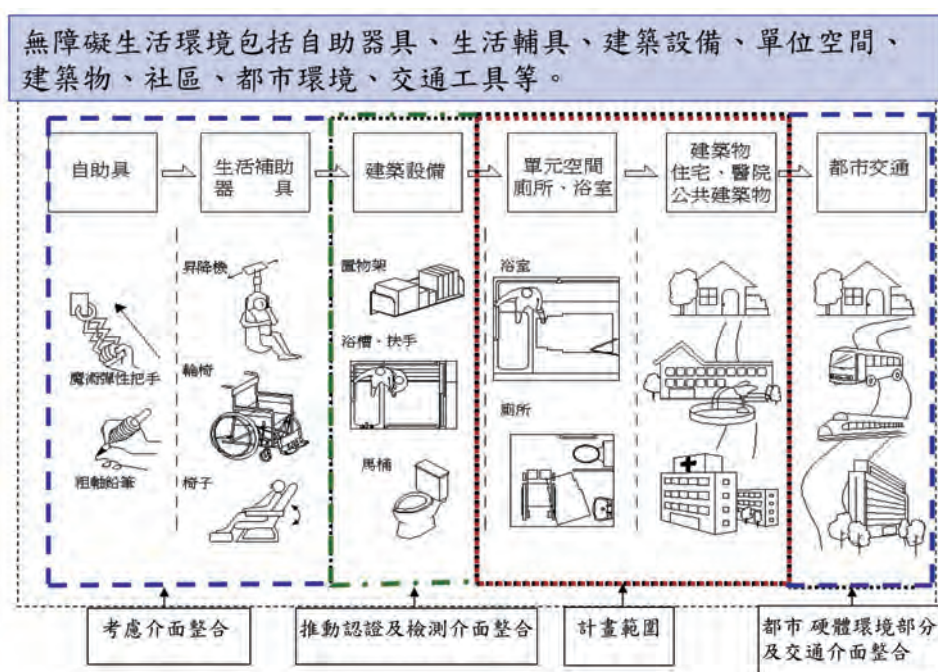 無障礙生活環境包括自助器具、生活輔具、建築設備、單位空間、
建築物、社區、都市環境、交通工具等。
自助具
生活補助
器　具
建築設備
單元空間
廁所、浴室
建築物
住宅、醫院
公共建築物
都市交通
昇降機
置物架
浴室
魔術彈性把手
輪椅
浴槽、扶手
廁所
粗軸鉛筆
椅子
馬桶
考慮介面整合
推動認證及檢測介面整合
計畫範圍
都市 硬體環境部分
及交通介面整合